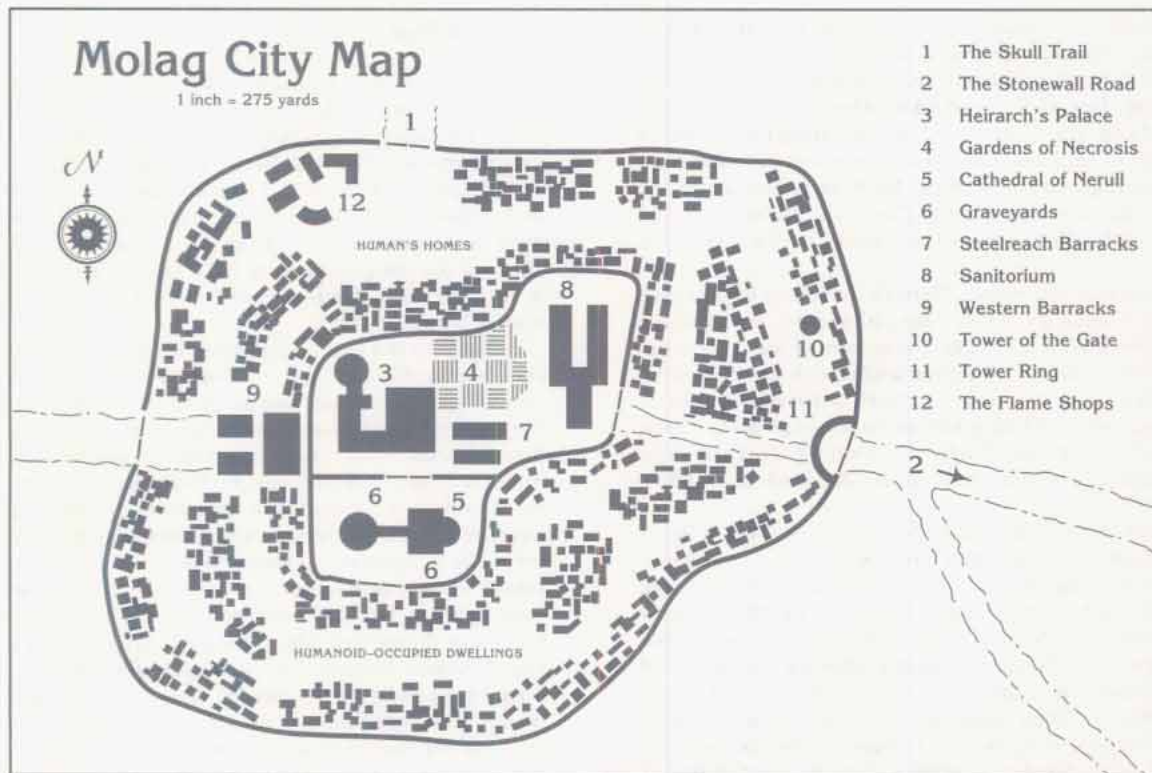 Molag City Map
1 inch = 275 yards
N
1 The Skull Trail
2 The Stonewall Road
3 Heirarch's Palace
4 Gardens of Necrosis
5 Cathedral of Nerull
6 Graveyards
7 Steelreach Barracks
8 Sanitorium
9 Western Barracks
10 Tower of the Gate
11 Tower Ring
12 The Flame Shops
1
12
HUMAN'S HOMES
8
10
3
4
9
11
7
2
6
5
6
HUMANOID-OCCUPIED DWELLINGS